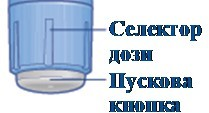 Селектор
дози
Пускова
кнопка